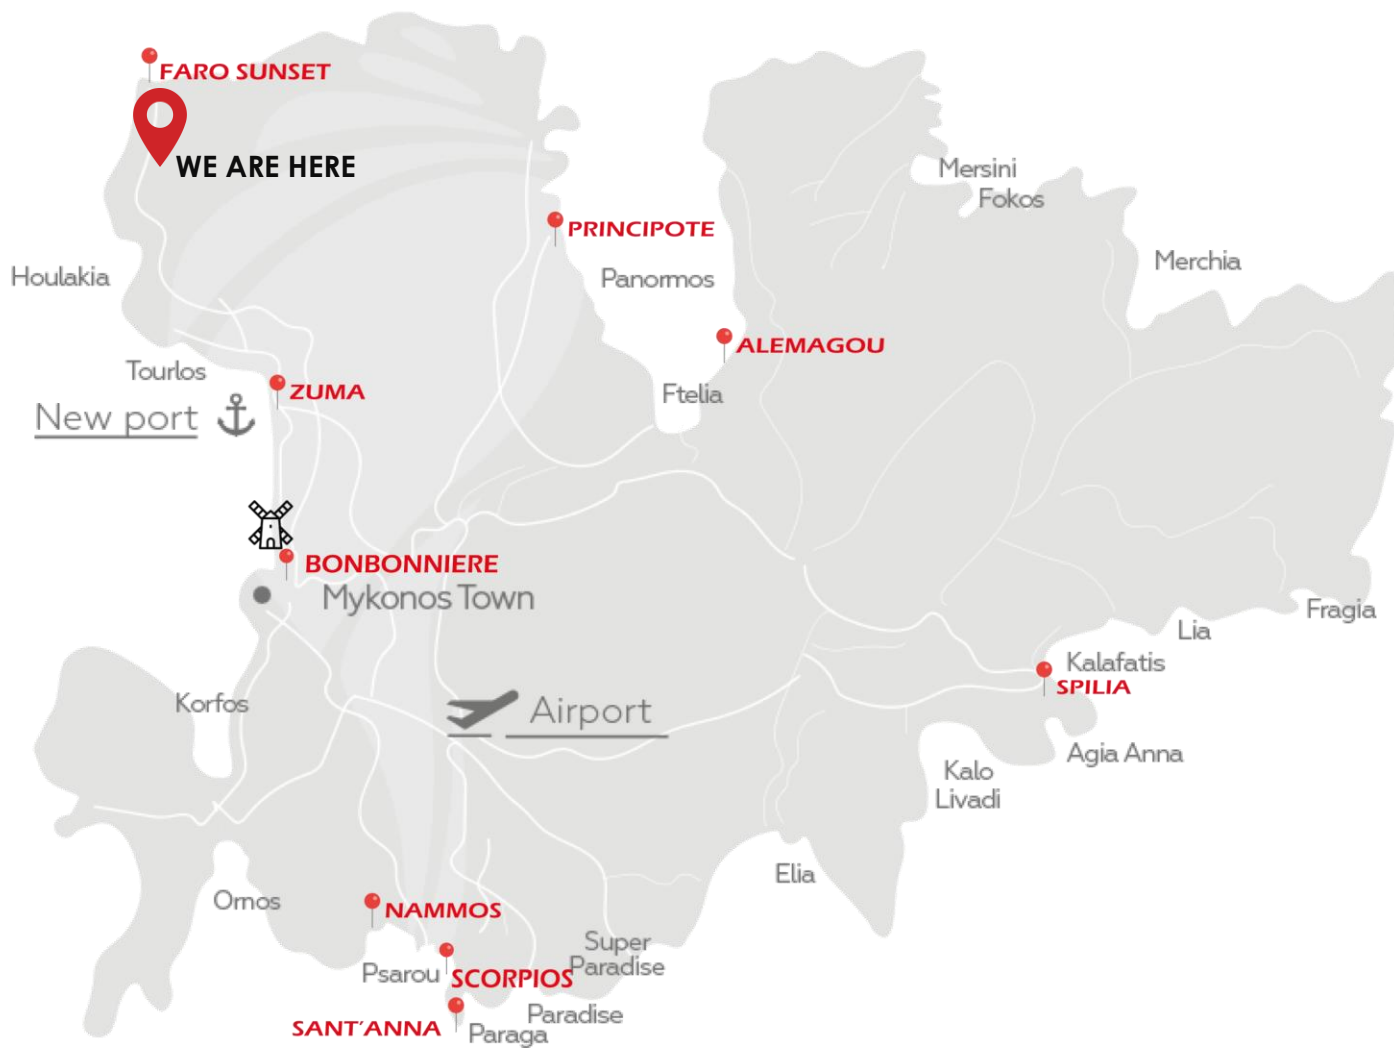 FARO SUNSET
WE ARE HERE
Mersini
Fokos
PRINCIPOTE
Merchia
Houlakia
Panormos
ALEMAGOU
Tourlos
ZUMA
Ftelia
New port
BONBONNIERE
Mykonos Town
Fragia
Lia
Kalafatis
SPILIA
Korfos
Airport
Agia Anna
Kalo
Livadi
Elia
Ornos
NAMMOS
Super
Paradise
Psarou
SCORPIOS
Paradise
SANT'ANNA
Paraga